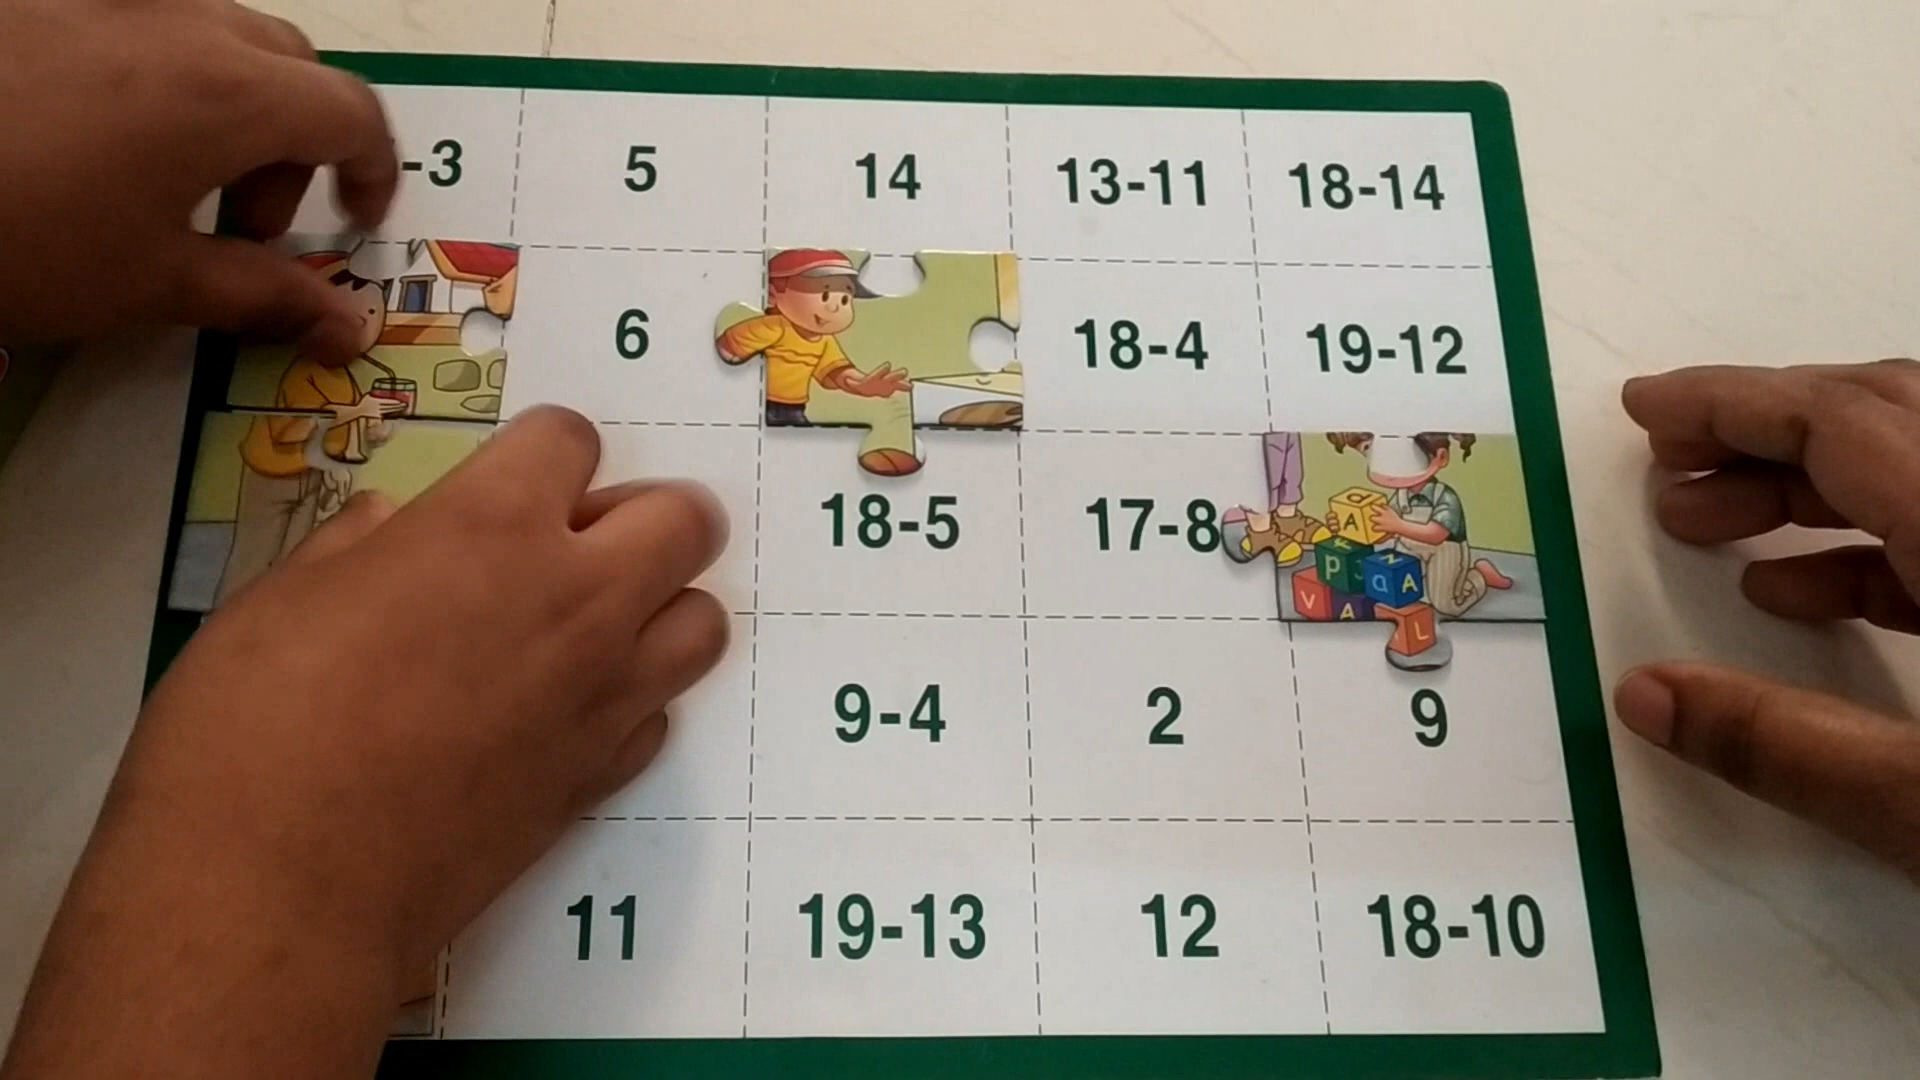 -3 5 14 13-11 18-14
6 18-4 19-12
18-5 17-8
A
P A
V A
L
9-4 2 9
11 19-13 12 18-10